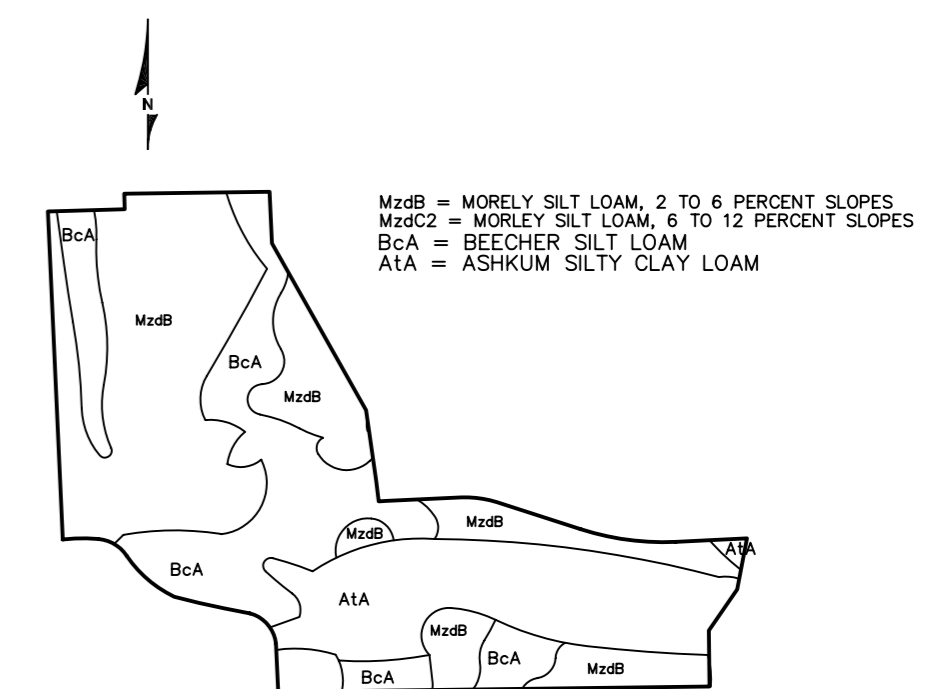 N
MzdB = MORELY SILT LOAM, 2 TO 6 PERCENT SLOPES
MzdC2 = MORLEY SILT LOAM, 6 TO 12 PERCENT SLOPES
BcA = BEECHER SILT LOAM
AtA = ASHKUM SILTY CLAY LOAM
BcA
MzdB
BcA
MzdB
MzdB
MzdB
AtA
BcA
AtA
MzdB
BcA
MzdB
BcA